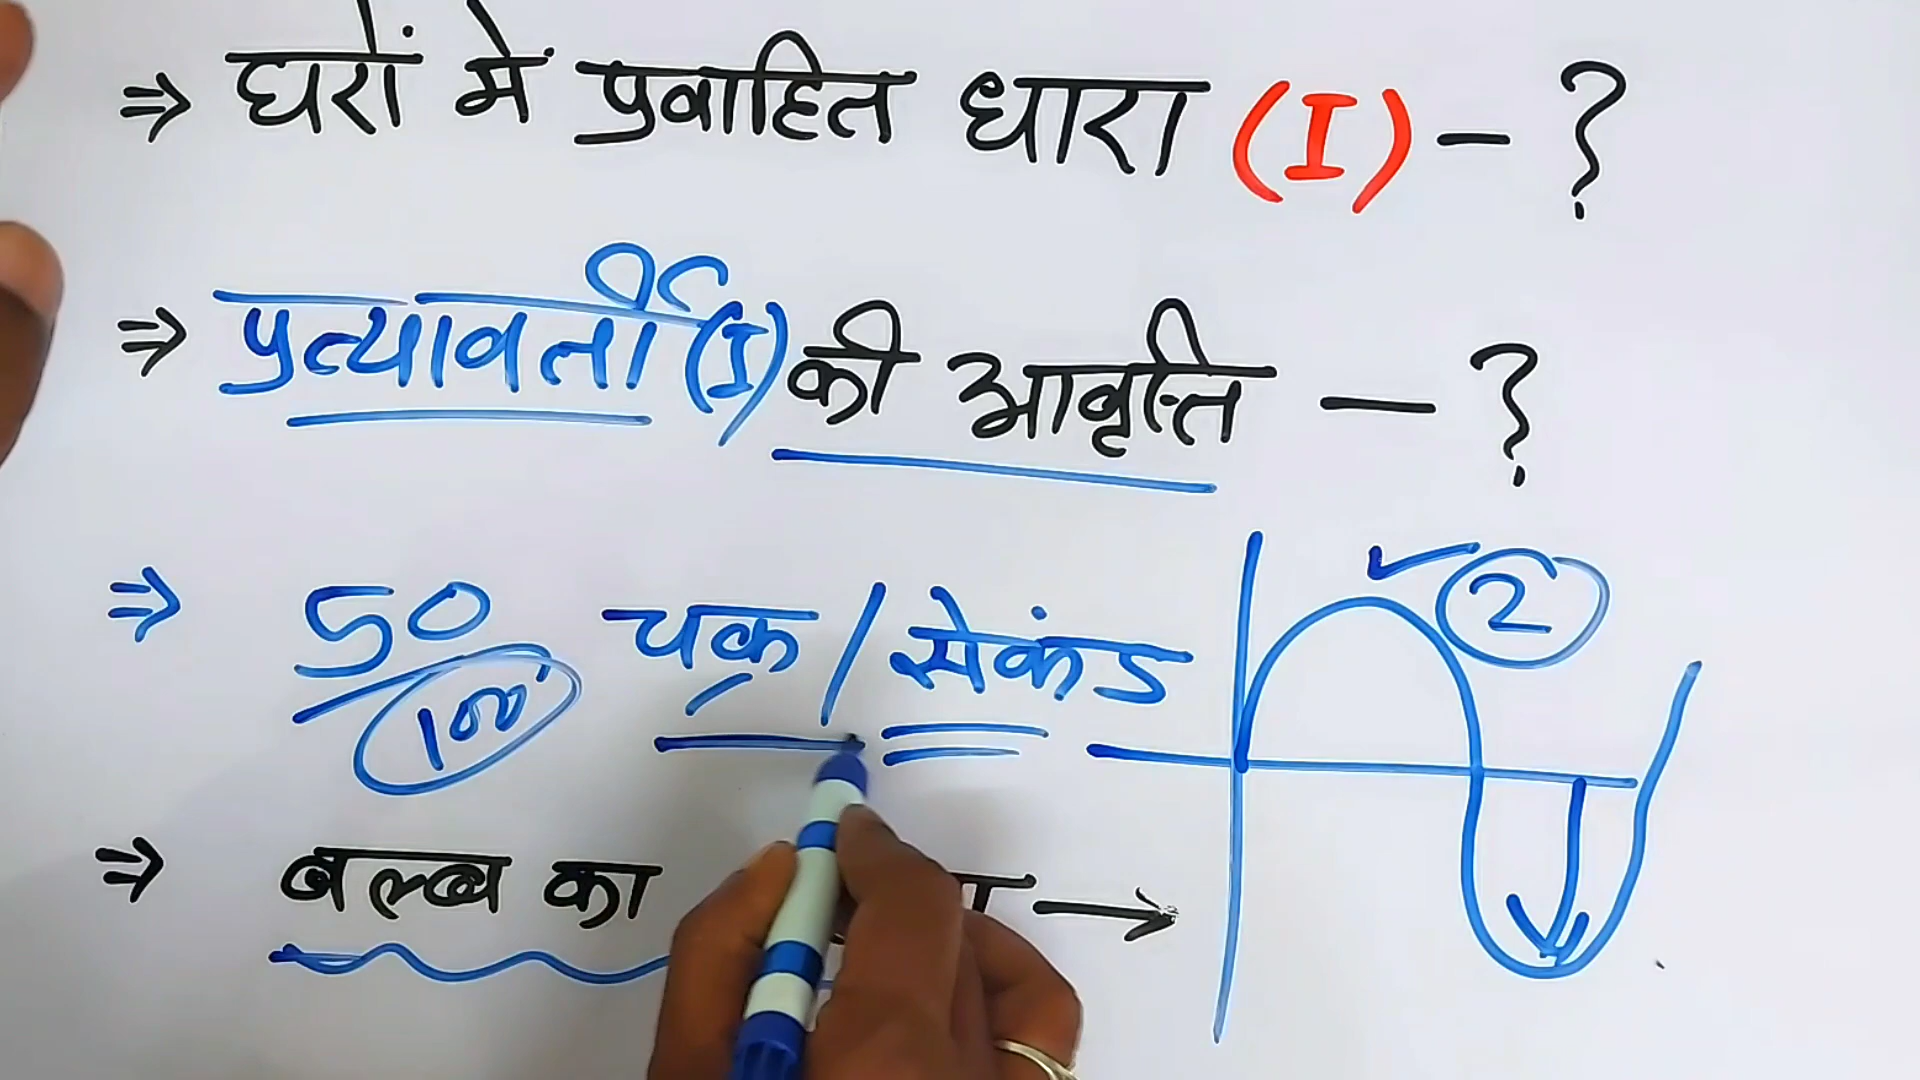 ⇒ घरों में प्रवाहित धारा (I) – ?
⇒ प्रत्यावर्ती (I) की आवृत्ति – ?
⇒ 50 चक्र / सेकंड
100
2
⇒ बल्ब का →